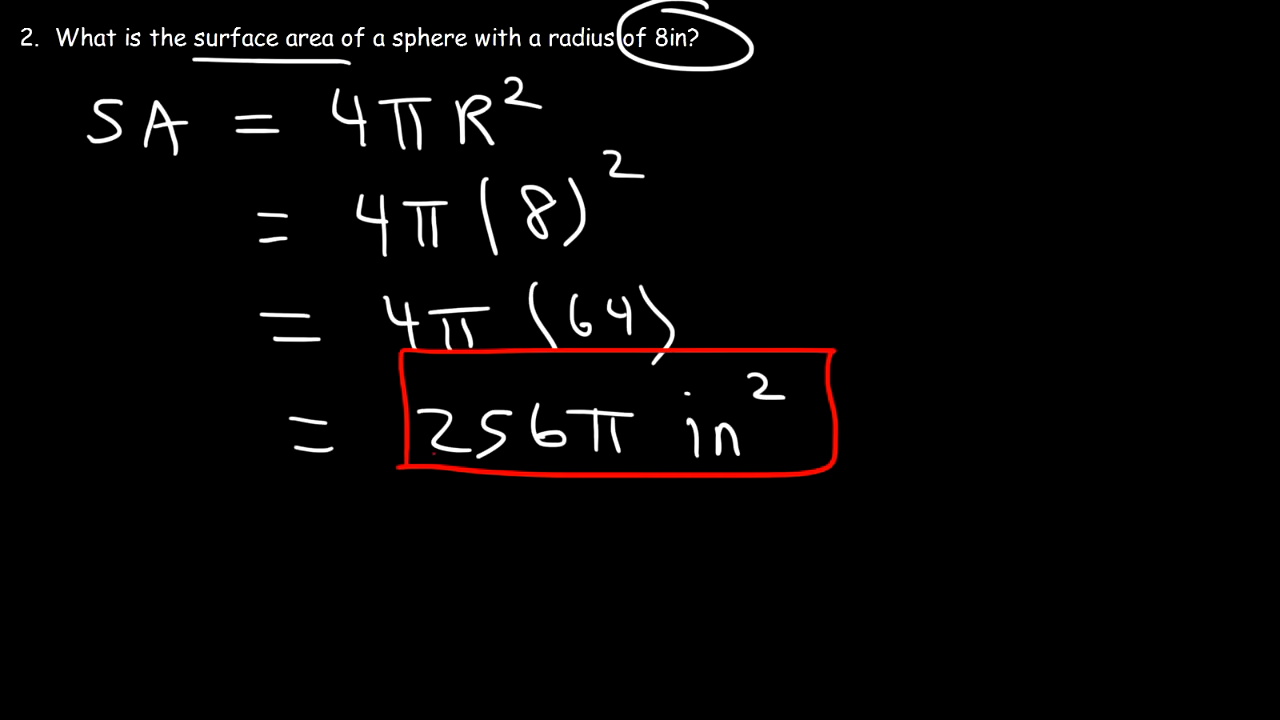 2. What is the surface area of a sphere with a radius of 8in?
SA = 4πR²
= 4π(8)²
= 4π(64)
= 256π in²